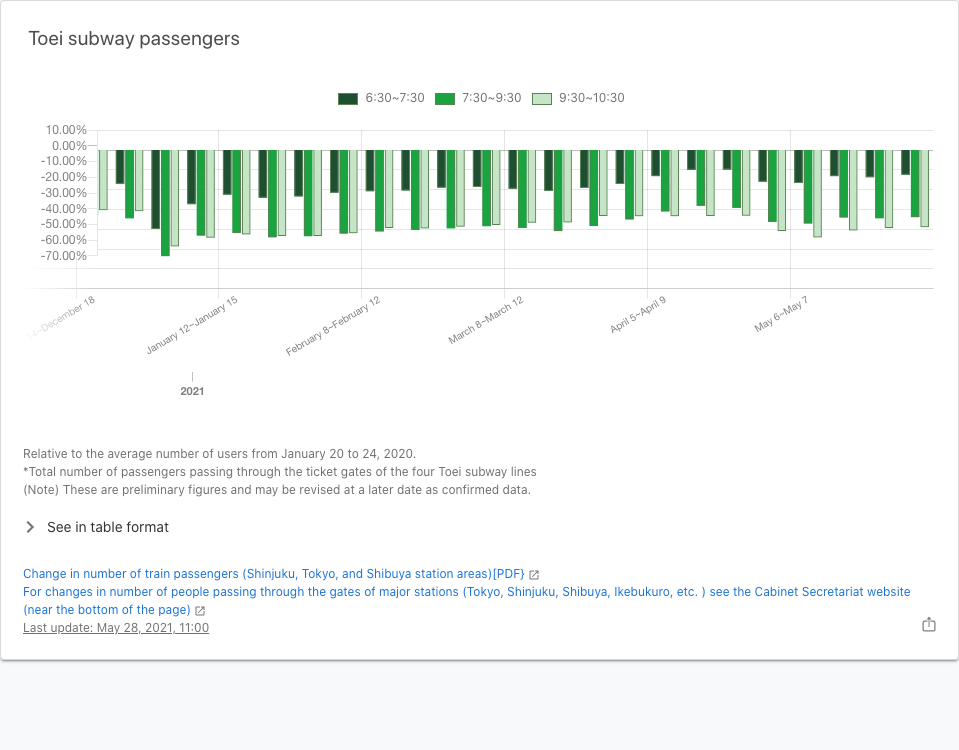 Toei subway passengers
6:30~7:30 7:30~9:30 9:30~10:30
10.00%
0.00%
-10.00%
-20.00%
-30.00%
-40.00%
-50.00%
-60.00%
-70.00%
December 18
January 12~January 15
February 8~February 12
March 8~March 12
April 5~April 9
May 6~May 7
2021
Relative to the average number of users from January 20 to 24, 2020.
*Total number of passengers passing through the ticket gates of the four Toei subway lines
(Note) These are preliminary figures and may be revised at a later date as confirmed data.
See in table format
Change in number of train passengers (Shinjuku, Tokyo, and Shibuya station areas)[PDF}
For changes in number of people passing through the gates of major stations (Tokyo, Shinjuku, Shibuya, Ikebukuro, etc. ) see the Cabinet Secretariat website
(near the bottom of the page)
Last update: May 28, 2021, 11:00